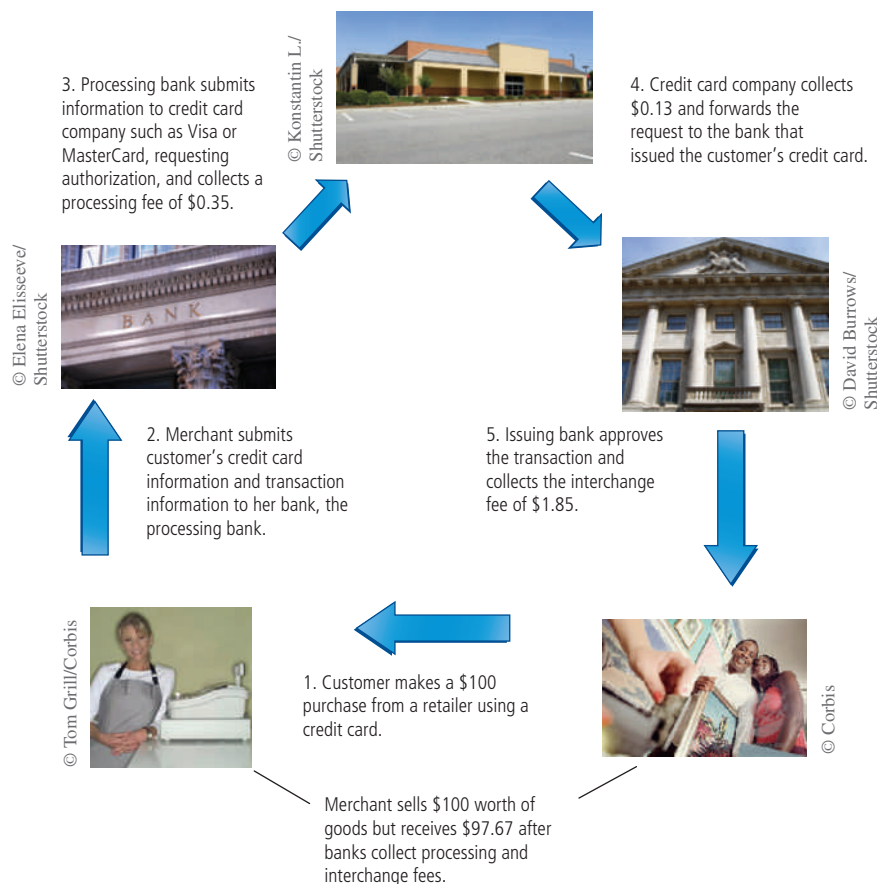 © Konstantin L./
Shutterstock
3. Processing bank submits
information to credit card
company such as Visa or
MasterCard, requesting
authorization, and collects a
processing fee of $0.35.
4. Credit card company collects
$0.13 and forwards the
request to the bank that
issued the customer’s credit card.
© Elena Elisseeve/
Shutterstock
BANK
© David Burrows/
Shutterstock
2. Merchant submits
customer’s credit card
information and transaction
information to her bank, the
processing bank.
5. Issuing bank approves
the transaction and
collects the interchange
fee of $1.85.
© Tom Grill/Corbis
1. Customer makes a $100
purchase from a retailer using a
credit card.
© Corbis
Merchant sells $100 worth of
goods but receives $97.67 after
banks collect processing and
interchange fees.